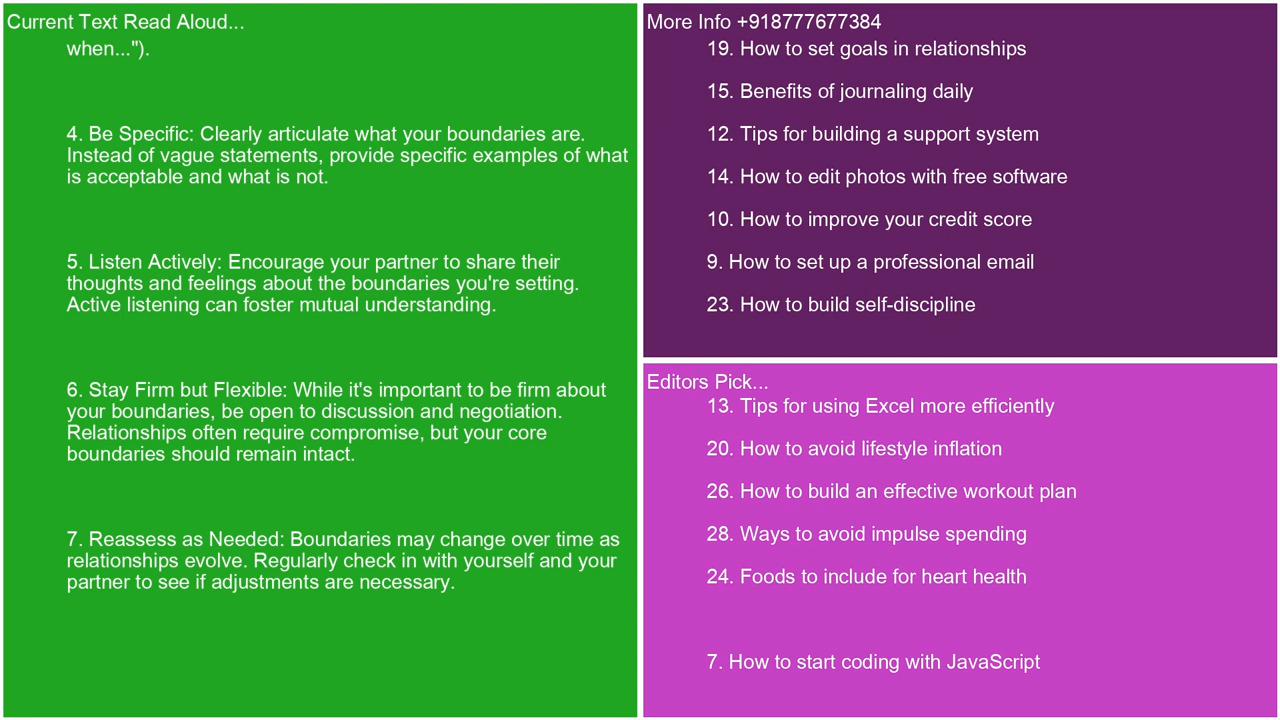 Current Text Read Aloud...
when...").
4. Be Specific: Clearly articulate what your boundaries are.
Instead of vague statements, provide specific examples of what
is acceptable and what is not.
5. Listen Actively: Encourage your partner to share their
thoughts and feelings about the boundaries you're setting.
Active listening can foster mutual understanding.
6. Stay Firm but Flexible: While it's important to be firm about
your boundaries, be open to discussion and negotiation.
Relationships often require compromise, but your core
boundaries should remain intact.
7. Reassess as Needed: Boundaries may change over time as
relationships evolve. Regularly check in with yourself and your
partner to see if adjustments are necessary.
More Info +918777677384
19. How to set goals in relationships
15. Benefits of journaling daily
12. Tips for building a support system
14. How to edit photos with free software
10. How to improve your credit score
9. How to set up a professional email
23. How to build self-discipline
Editors Pick...
13. Tips for using Excel more efficiently
20. How to avoid lifestyle inflation
26. How to build an effective workout plan
28. Ways to avoid impulse spending
24. Foods to include for heart health
7. How to start coding with JavaScript